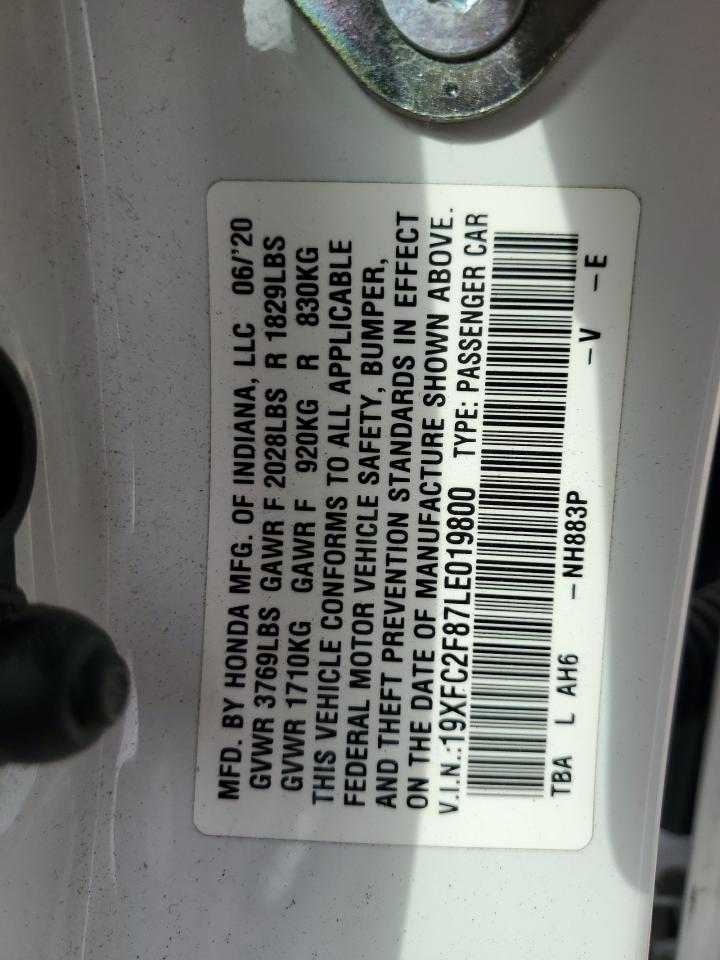 MFD. BY HONDA MFG. OF INDIANA, LLC 06/'20
GVWR 3769LBS GAWR F 2028LBS R 1829LBS
GVWR 1710KG GAWR F 920KG R 830KG
THIS VEHICLE CONFORMS TO ALL APPLICABLE
FEDERAL MOTOR VEHICLE SAFETY, BUMPER,
AND THEFT PREVENTION STANDARDS IN EFFECT
ON THE DATE OF MANUFACTURE SHOWN ABOVE.
V.I.N.:19XFC2F87LE019800 TYPE: PASSENGER CAR
TBA L AH6 -NH883P -V -E